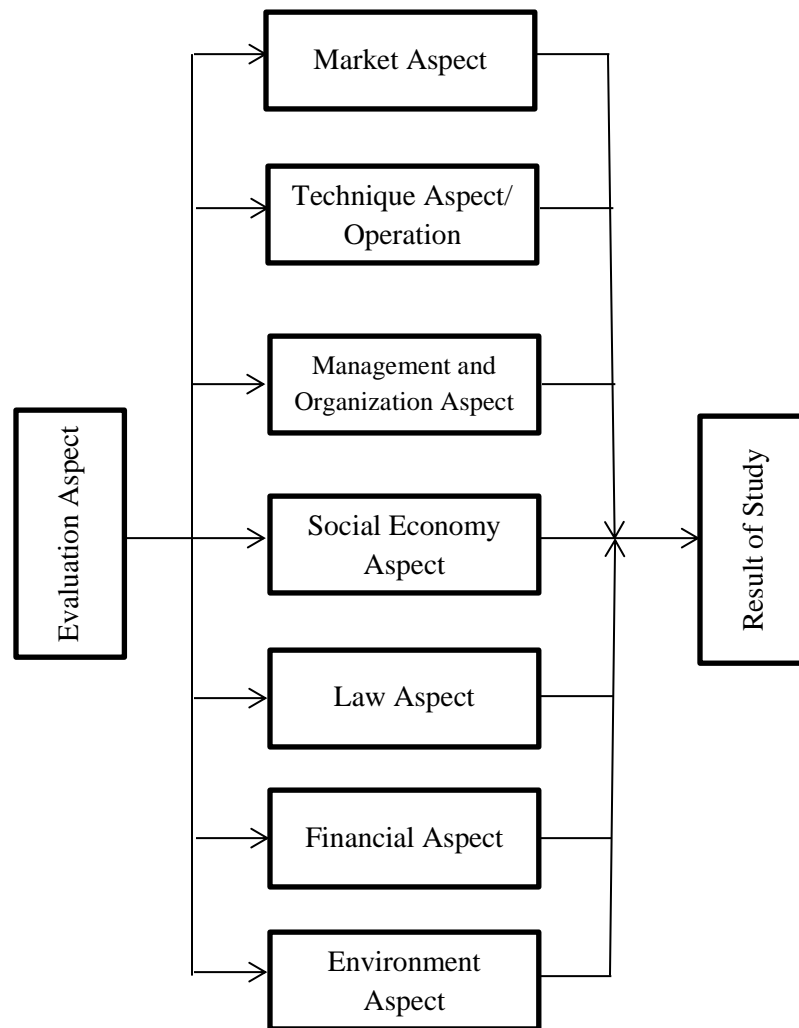 Market Aspect
Technique Aspect/
Operation
Management and
Organization Aspect
Evaluation Aspect
Social Economy
Aspect
Result of Study
Law Aspect
Financial Aspect
Environment
Aspect